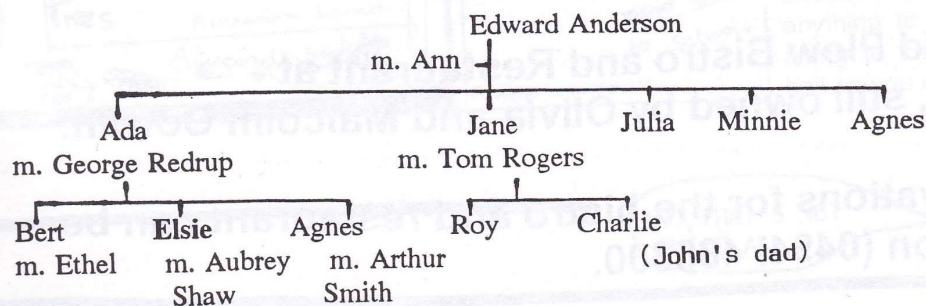 Edward Anderson
m. Ann
Ada Jane Julia Minnie Agnes
m. George Redrup m. Tom Rogers
Bert Elsie Agnes Roy Charlie
m. Ethel m. Aubrey m. Arthur (John's dad)
Shaw Smith